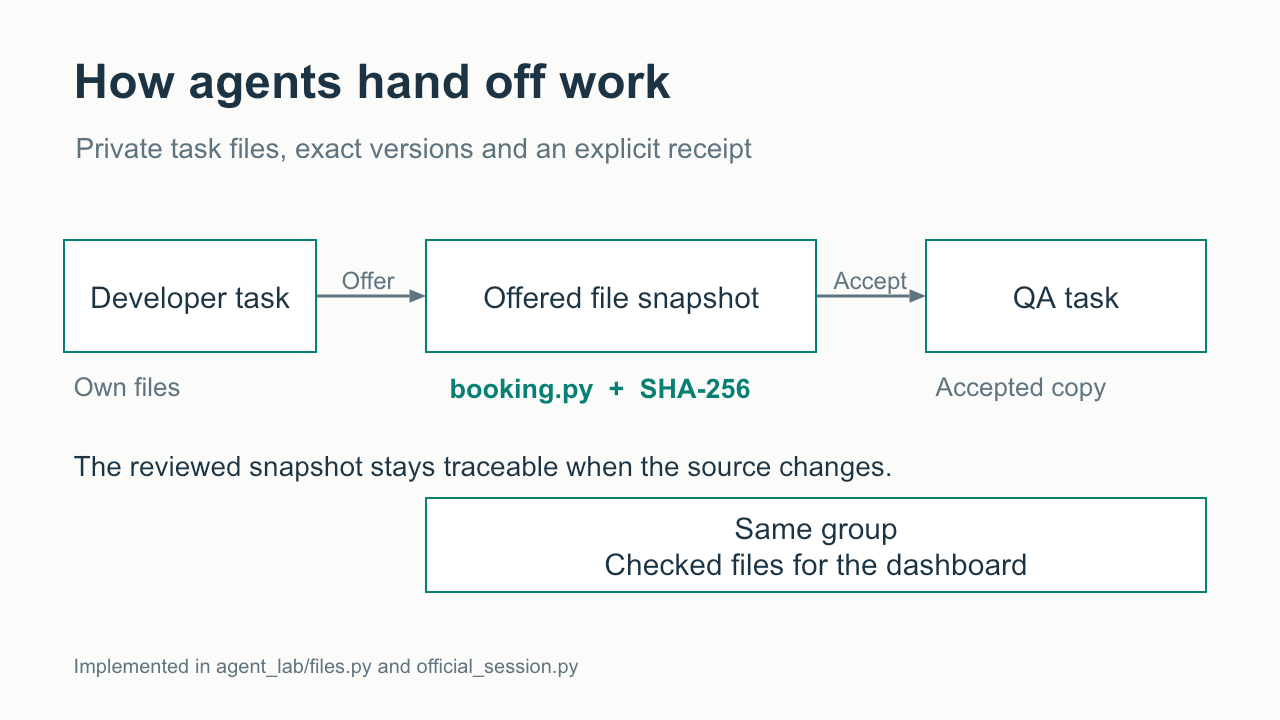 How agents hand off work
Private task files, exact versions and an explicit receipt
Developer task
Offer
Offered file snapshot
Accept
QA task
Own files
booking.py + SHA-256
Accepted copy
The reviewed snapshot stays traceable when the source changes.
Same group
Checked files for the dashboard
Implemented in agent_lab/files.py and official_session.py